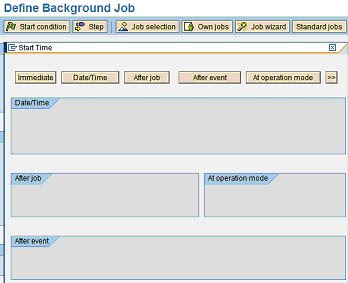 Define Background Job
Start condition Step Job selection Own jobs Job wizard Standard jobs
Start Time
Immediate Date/Time After job After event At operation mode >>
Date/Time
After job At operation mode
After event